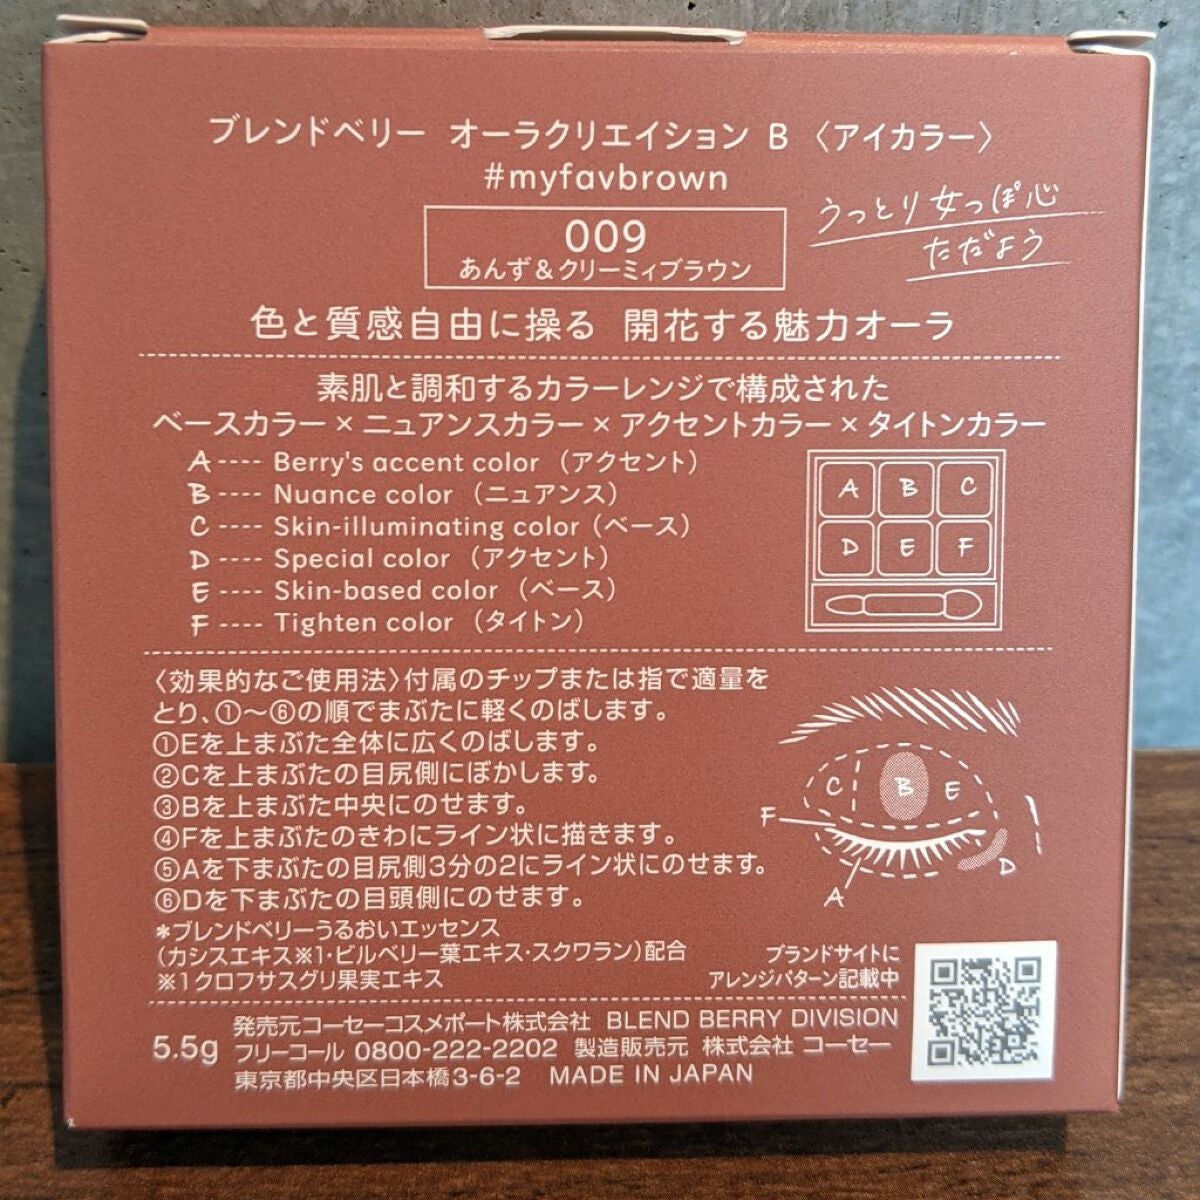 ブレンドベリー オーラクリエイション B 〈アイカラー〉
#myfavbrown
009
あんず&クリーミィブラウン
うっとり女っぽ心
ただよう
色と質感自由に操る 開花する魅力オーラ
素肌と調和するカラーレンジで構成された
ベースカラー×ニュアンスカラー×アクセントカラー×タイトンカラー
A ---- Berry's accent color (アクセント)
B ---- Nuance color (ニュアンス)
C ---- Skin-illuminating color (ベース)
D ---- Special color (アクセント)
E ---- Skin-based color (ベース)
F ---- Tighten color (タイトン)
A B C
D E F
〈効果的なご使用法〉付属のチップまたは指で適量を
とり、①〜⑥の順でまぶたに軽くのばします。
①Eを上まぶた全体に広くのばします。
②Cを上まぶたの目尻側にぼかします。
③Bを上まぶた中央にのせます。
④Fを上まぶたのきわにライン状に描きます。
⑤Aを下まぶたの目尻側3分の2にライン状にのせます。
⑥Dを下まぶたの目頭側にのせます。
C B E
F
D
A
*ブレンドベリーうるおいエッセンス
(カシスエキス※1・ビルベリー葉エキス・スクワラン)配合
※1クロフサスグリ果実エキス
ブランドサイトに
アレンジパターン記載中
5.5g
発売元コーセーコスメポート株式会社 BLEND BERRY DIVISION
フリーコール 0800-222-2202 製造販売元 株式会社 コーセー
東京都中央区日本橋3-6-2 MADE IN JAPAN